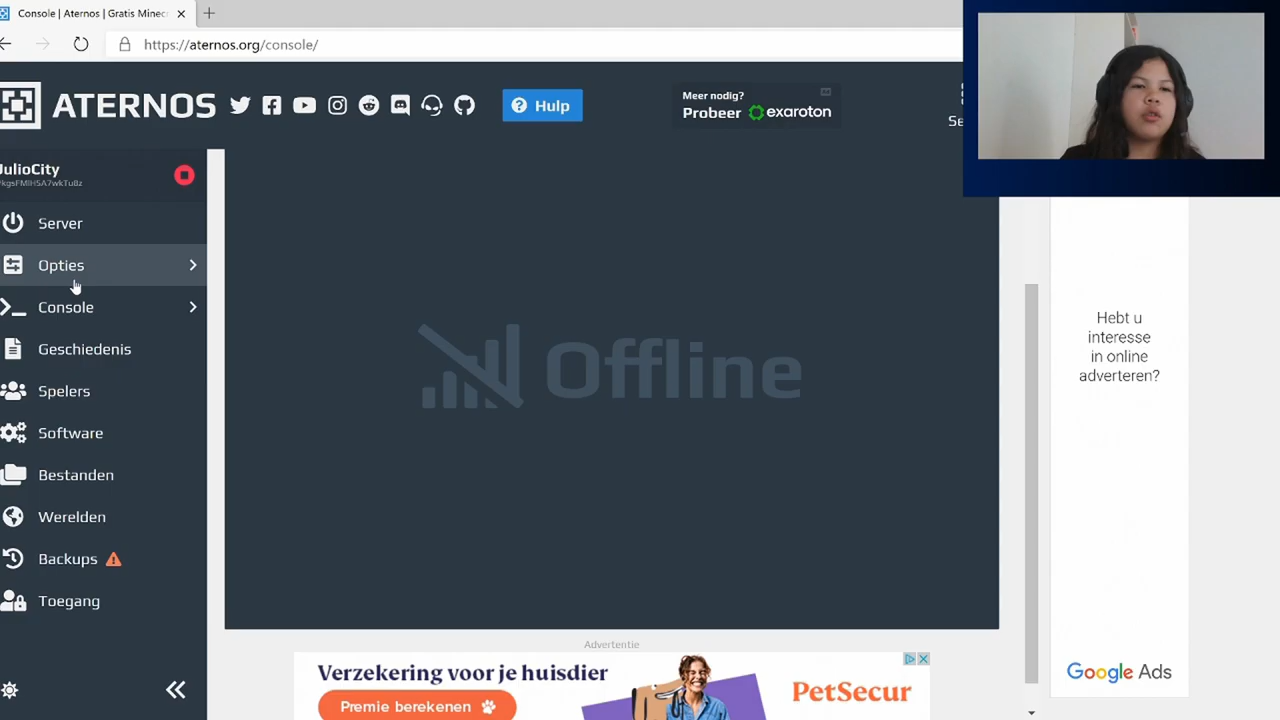 Console | Aternos | Gratis Minec
https://aternos.org/console/
ATERNOS
Hulp
Meer nodig?
Probeer exaroton
AD
Se
JulioCity
Server
Opties
Console
Geschiedenis
Spelers
Software
Bestanden
Werelden
Backups
Toegang
Offline
Hebt u
interesse
in online
adverteren?
Google Ads
Advertentie
Verzekering voor je huisdier
Premie berekenen
PetSecur